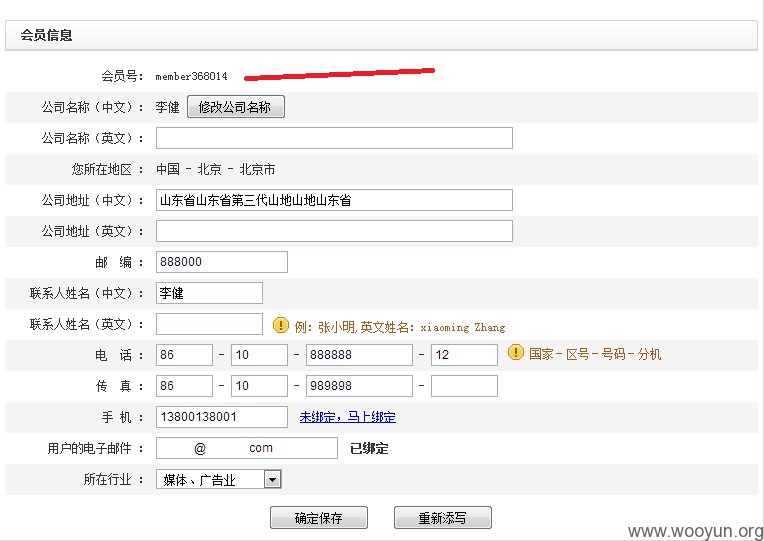 会员信息
会员号： member368014
公司名称（中文）： 李健 修改公司名称
公司名称（英文）：
您所在地区 ： 中国 - 北京 - 北京市
公司地址（中文）： 山东省山东省第三代山地山地山东省
公司地址（英文）：
邮 编 ： 888000
联系人姓名（中文）： 李健
联系人姓名（英文）： 例：张小明, 英文姓名：xiaoming Zhang
电 话 ： 86 - 10 - 888888 - 12 国家－区号－号码－分机
传 真 ： 86 - 10 - 989898 -
手 机 ： 13800138001 未绑定，马上绑定
用户的电子邮件 ： @ com 已绑定
所在行业 ： 媒体、广告业
确定保存 重新添写
www.wooyun.org